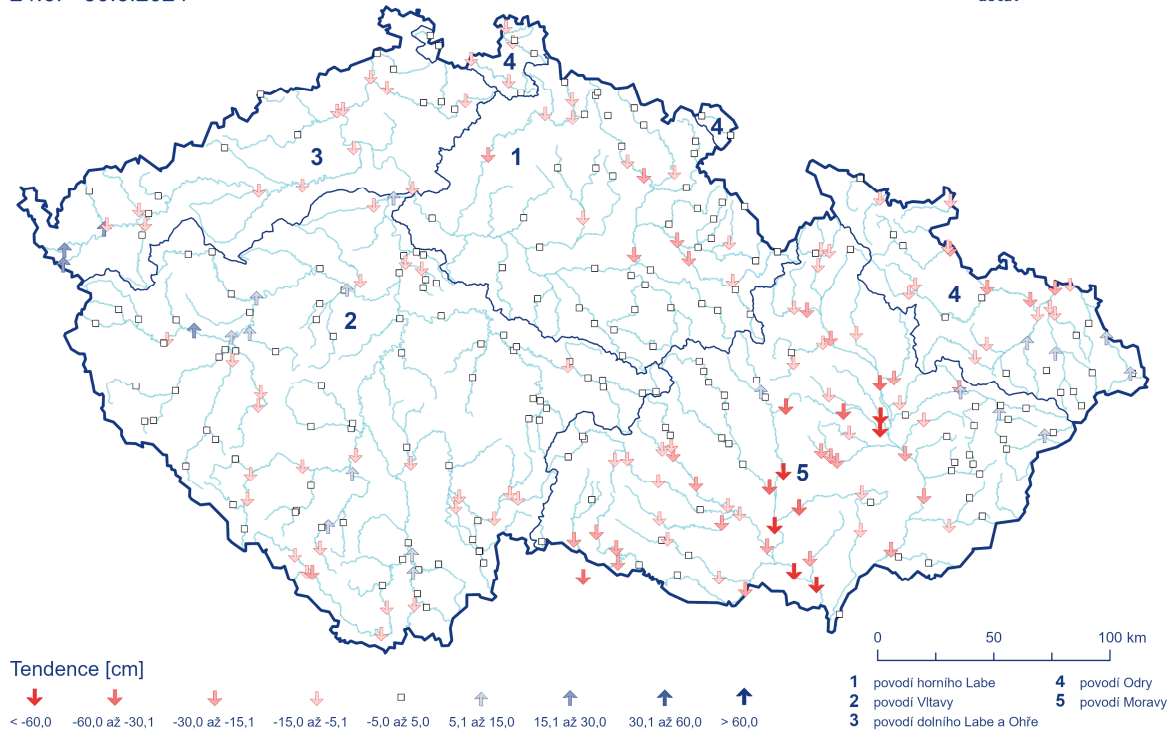 4
4
3
1
4
2
5
0 50 100 km
Tendence [cm]
< -60,0 -60,0 až -30,1 -30,0 až -15,1 -15,0 až -5,1 -5,0 až 5,0 5,1 až 15,0 15,1 až 30,0 30,1 až 60,0 > 60,0
1 povodí horního Labe
2 povodí Vltavy
3 povodí dolního Labe a Ohře
4 povodí Odry
5 povodí Moravy